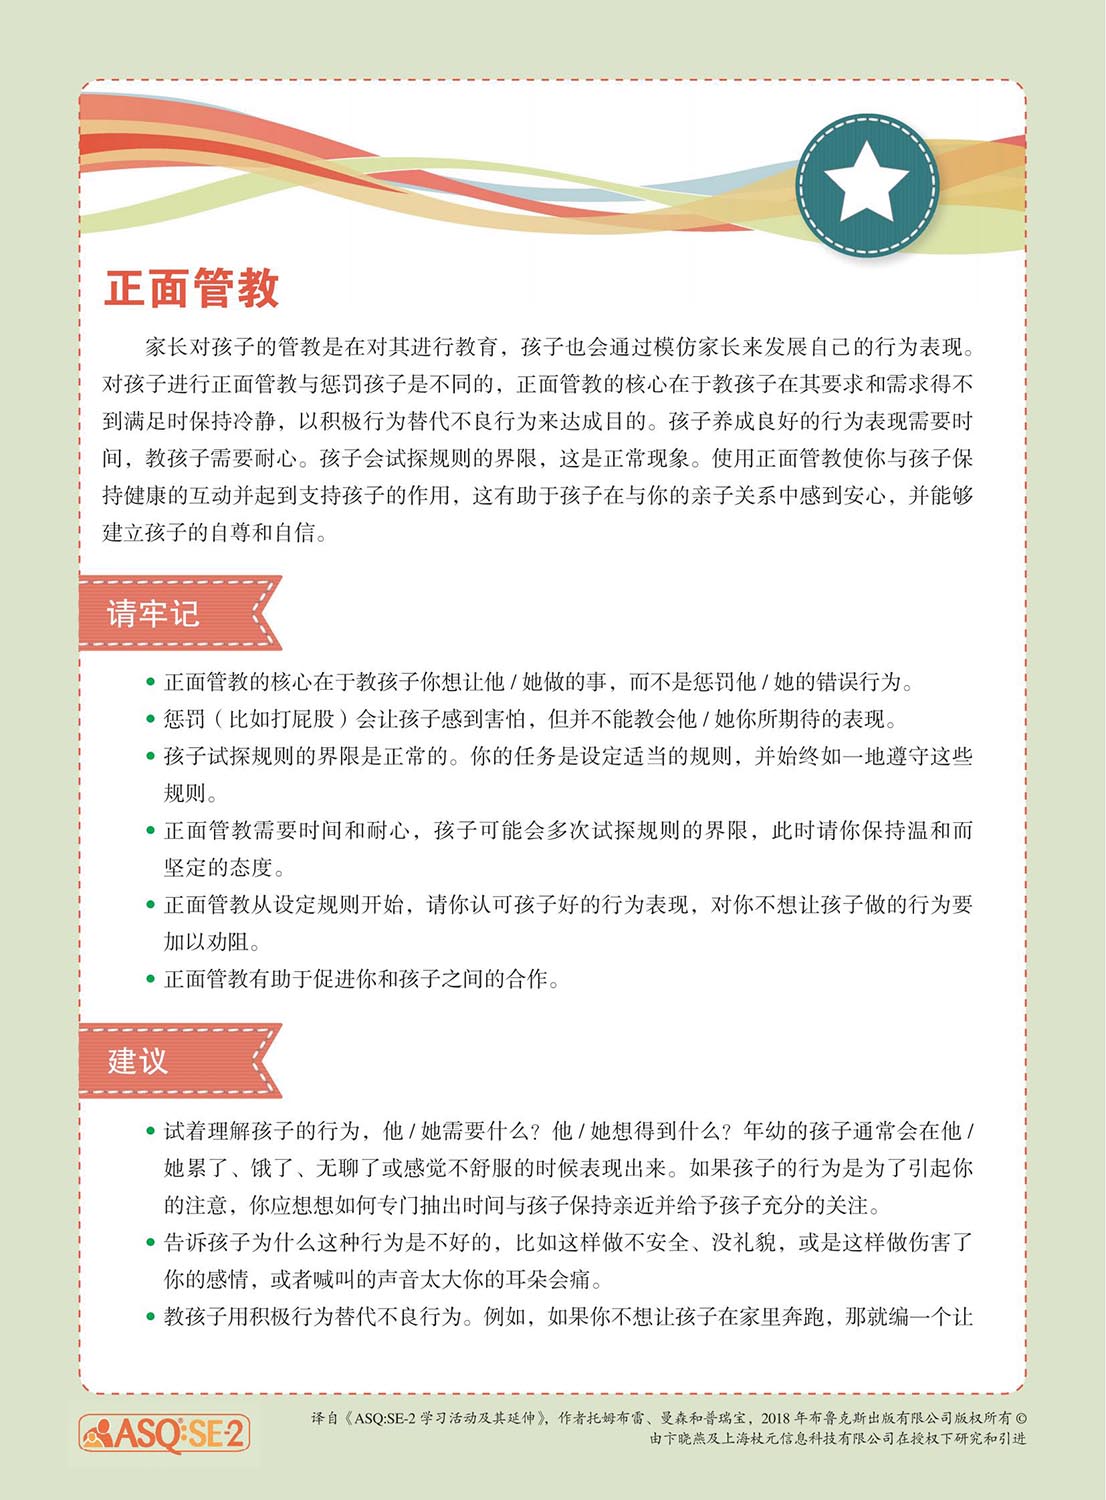 正面管教
家长对孩子的管教是在对其进行教育，孩子也会通过模仿家长来发展自己的行为表现。
对孩子进行正面管教与惩罚孩子是不同的，正面管教的核心在于教孩子在其要求和需求得不
到满足时保持冷静，以积极行为替代不良行为来达成目的。孩子养成良好的行为表现需要时
间，教孩子需要耐心。孩子会试探规则的界限，这是正常现象。使用正面管教使你与孩子保
持健康的互动并起到支持孩子的作用，这有助于孩子在与你的亲子关系中感到安心，并能够
建立孩子的自尊和自信。
请牢记
• 正面管教的核心在于教孩子你想让他 / 她做的事，而不是惩罚他 / 她的错误行为。
• 惩罚（比如打屁股）会让孩子感到害怕，但并不能教会他 / 她你所期待的表现。
• 孩子试探规则的界限是正常的。你的任务是设定适当的规则，并始终如一地遵守这些
规则。
• 正面管教需要时间和耐心，孩子可能会多次试探规则的界限，此时请你保持温和而
坚定的态度。
• 正面管教从设定规则开始，请你认可孩子好的行为表现，对你不想让孩子做的行为要
加以劝阻。
• 正面管教有助于促进你和孩子之间的合作。
建议
• 试着理解孩子的行为，他 / 她需要什么？他 / 她想得到什么？年幼的孩子通常会在他 /
她累了、饿了、无聊了或感觉不舒服的时候表现出来。如果孩子的行为是为了引起你
的注意，你应想想如何专门抽出时间与孩子保持亲近并给予孩子充分的关注。
• 告诉孩子为什么这种行为是不好的，比如这样做不安全、没礼貌，或是这样做伤害了
你的感情，或者喊叫的声音太大你的耳朵会痛。
• 教孩子用积极行为替代不良行为。例如，如果你不想让孩子在家里奔跑，那就编一个让
ASQ:SE-2
译自《ASQ:SE-2 学习活动及其延伸》，作者托姆布雷、曼森和普瑞宝，2018 年布鲁克斯出版有限公司版权所有 ©
由卞晓燕及上海杖元信息科技有限公司在授权下研究和引进